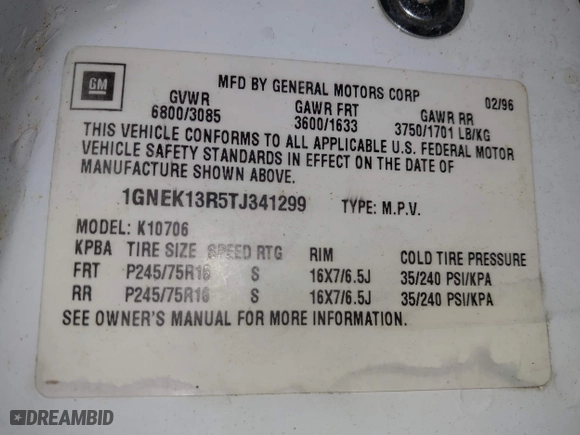 GM
MFD BY GENERAL MOTORS CORP 02/96
GVWR GAWR FRT GAWR RR
6800/3085 3600/1633 3750/1701 LB/KG
THIS VEHICLE CONFORMS TO ALL APPLICABLE U.S. FEDERAL MOTOR
VEHICLE SAFETY STANDARDS IN EFFECT ON THE DATE OF
MANUFACTURE SHOWN ABOVE.
1GNEK13R5TJ341299 TYPE: M.P.V.
MODEL: K10706
KPBA TIRE SIZE SPEED RTG RIM COLD TIRE PRESSURE
FRT P245/75R16 S 16X7/6.5J 35/240 PSI/KPA
RR P245/75R16 S 16X7/6.5J 35/240 PSI/KPA
SEE OWNER'S MANUAL FOR MORE INFORMATION.
DREAMBID